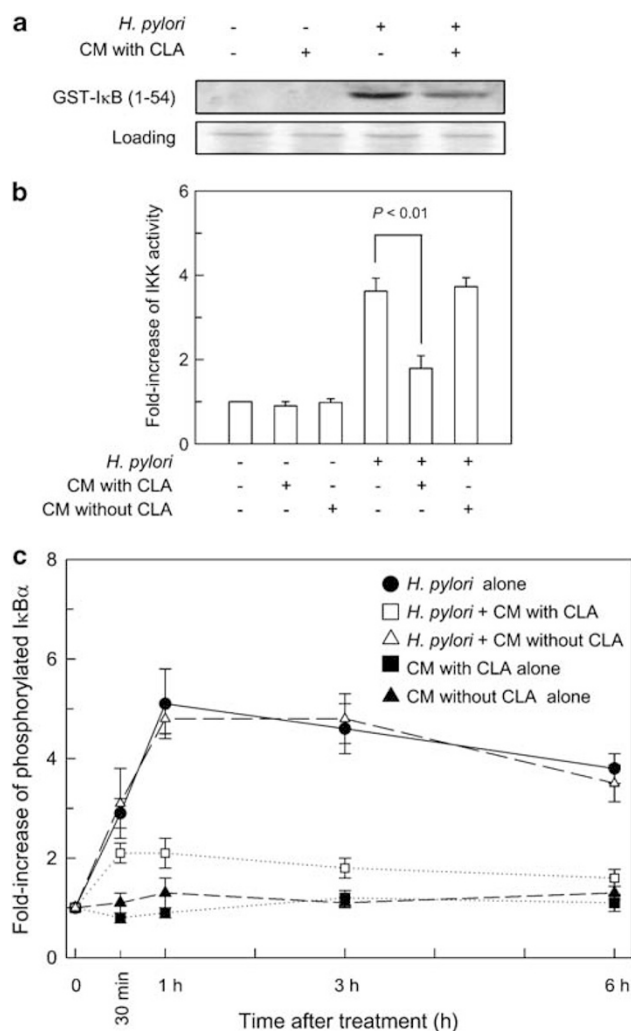 a
H. pylori - - + +
CM with CLA - + - +
GST-IκB (1-54)
Loading
b
Fold-increase of IKK activity
6
4
2
0
P < 0.01
H. pylori - - - + + +
CM with CLA - + - - + -
CM without CLA - - + - - +
c
Fold-increase of phosphorylated IκBα
8
6
4
2
0
H. pylori alone
H. pylori + CM with CLA
H. pylori + CM without CLA
CM with CLA alone
CM without CLA alone
0 30 min 1 h 3 h 6 h
Time after treatment (h)